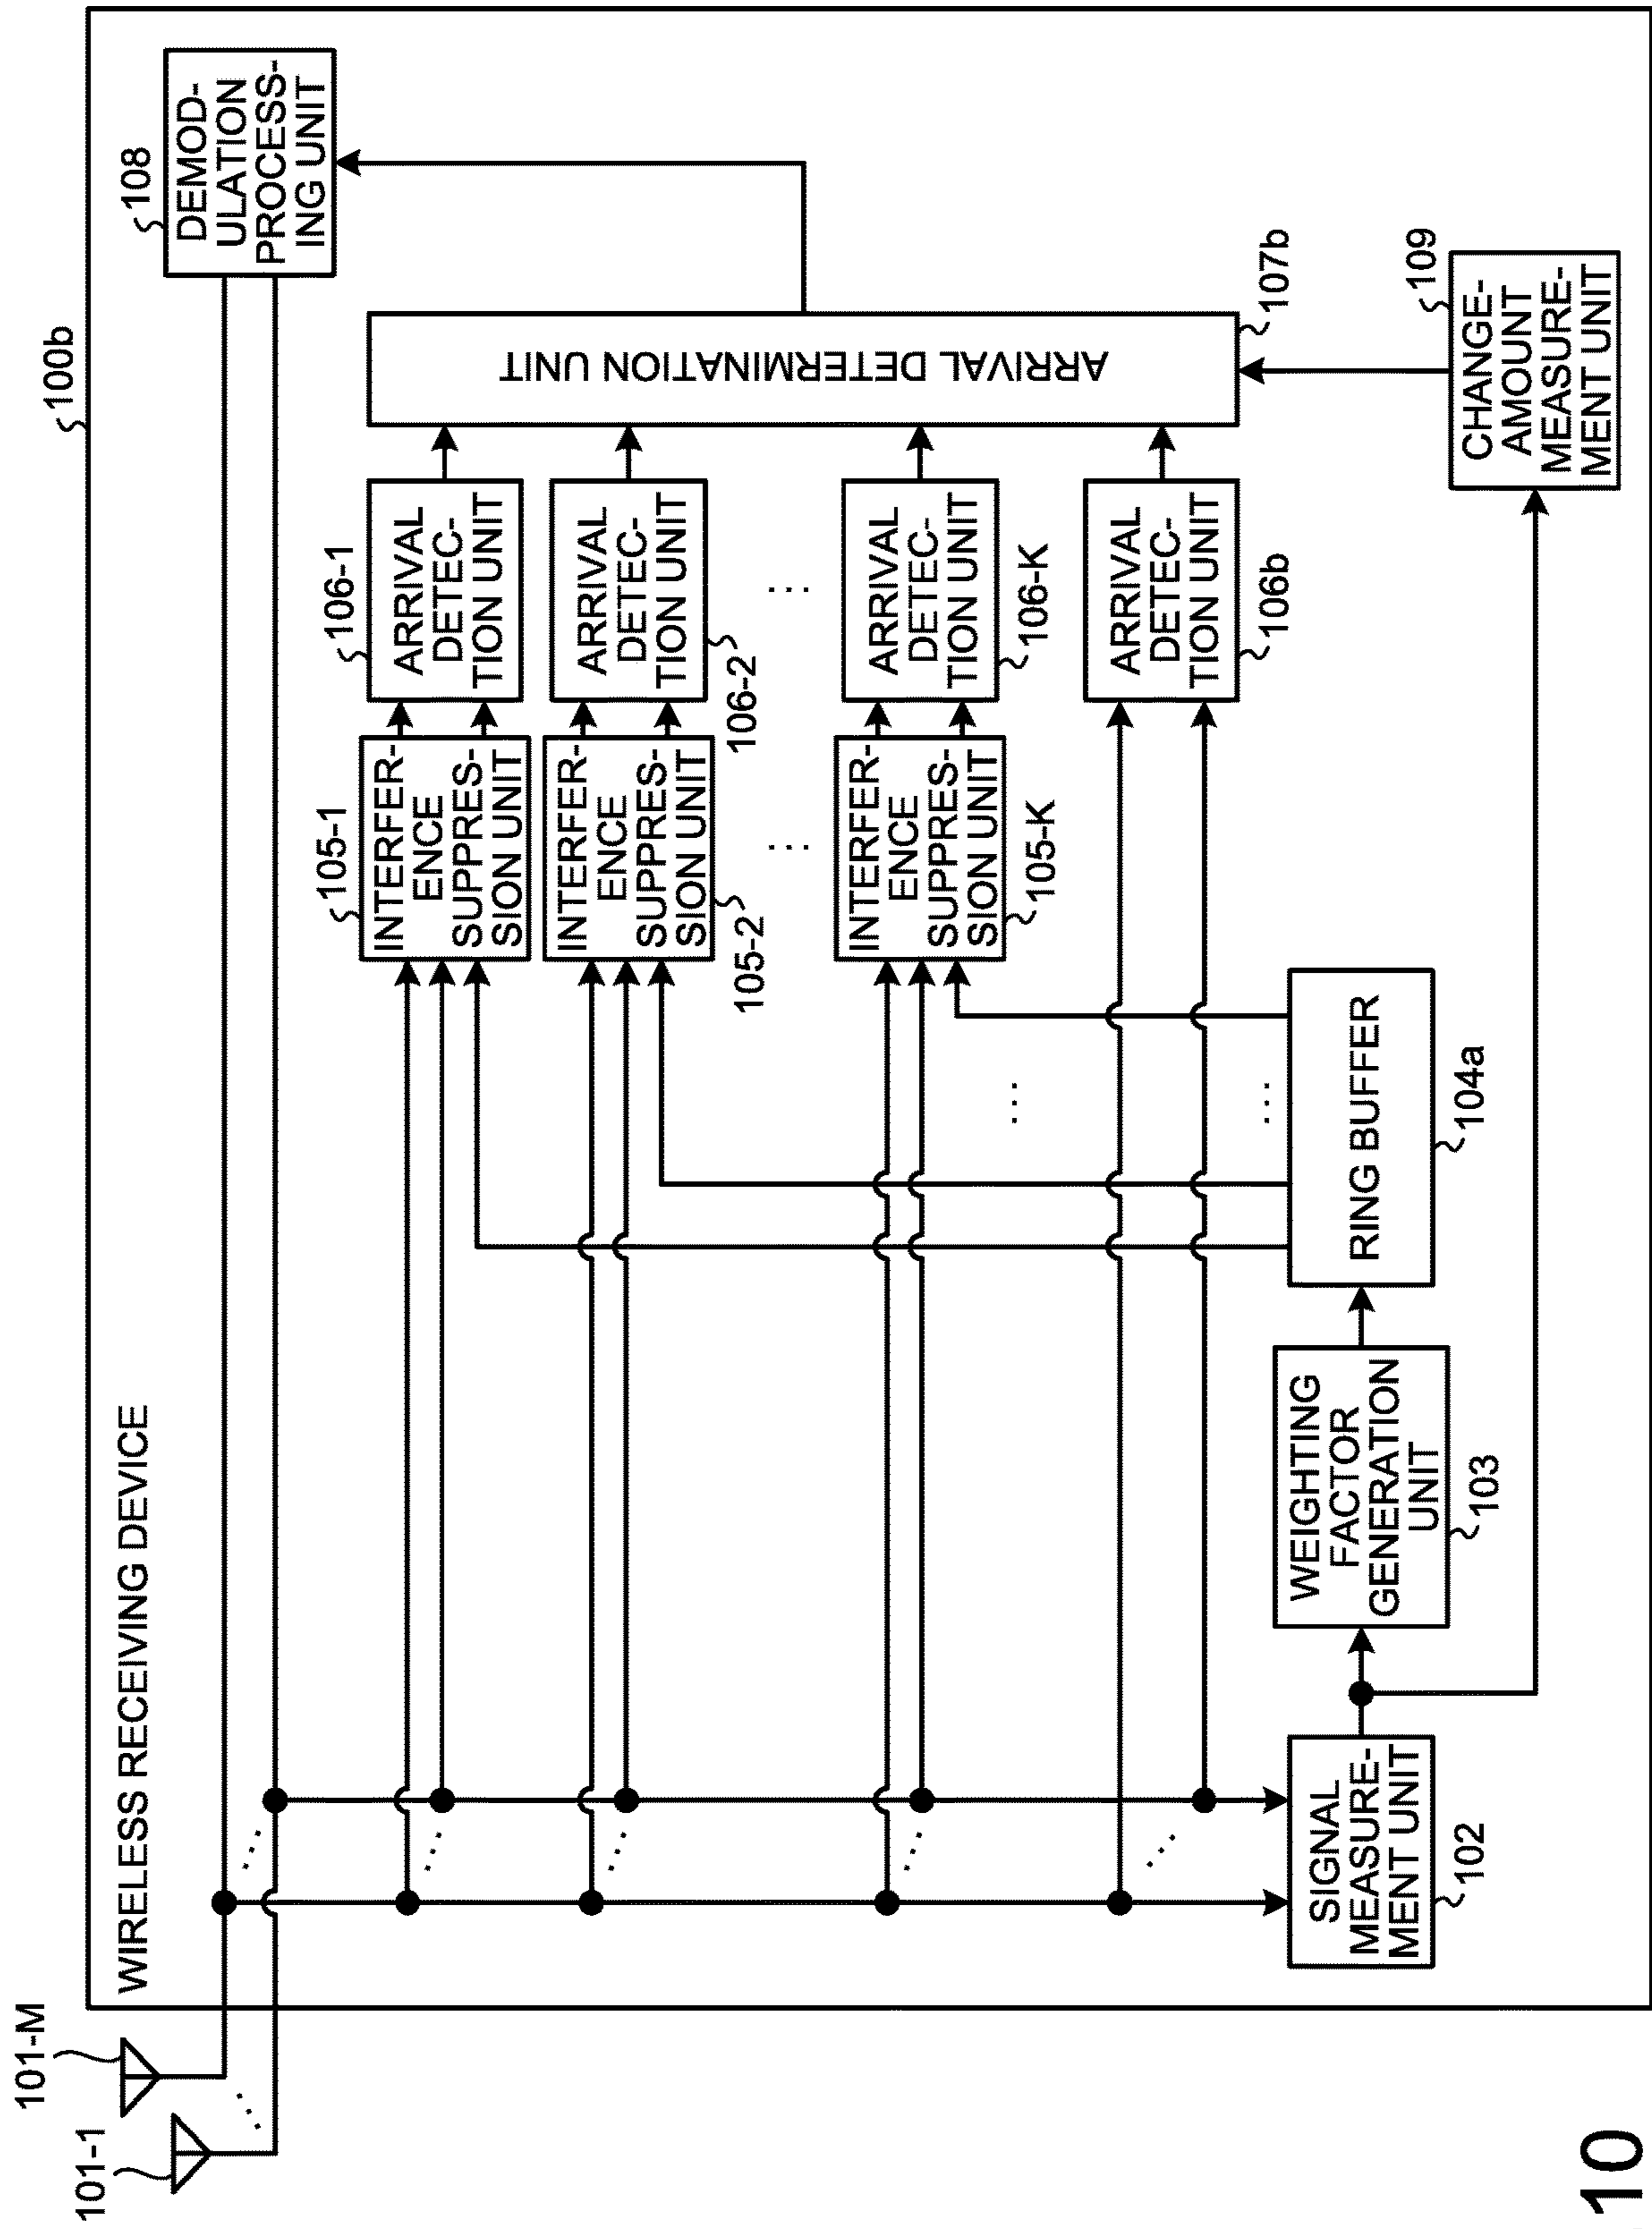 100b
WIRELESS RECEIVING DEVICE
101-M
101-1
108
DEMOD-
ULATION
PROCESS-
ING UNIT
105-1
INTERFER-
ENCE
SUPPRES-
SION UNIT
106-1
ARRIVAL
DETEC-
TION UNIT
INTERFER-
ENCE
SUPPRES-
SION UNIT
105-2
ARRIVAL
DETEC-
TION UNIT
106-2
...
...
INTERFER-
ENCE
SUPPRES-
SION UNIT
105-K
ARRIVAL
DETEC-
TION UNIT
106-K
ARRIVAL
DETEC-
TION UNIT
106b
ARRIVAL DETERMINATION UNIT
107b
SIGNAL
MEASURE-
MENT UNIT
102
WEIGHTING
FACTOR
GENERATION
UNIT
103
...
...
RING BUFFER
104a
109
CHANGE-
AMOUNT
MEASURE-
MENT UNIT
10